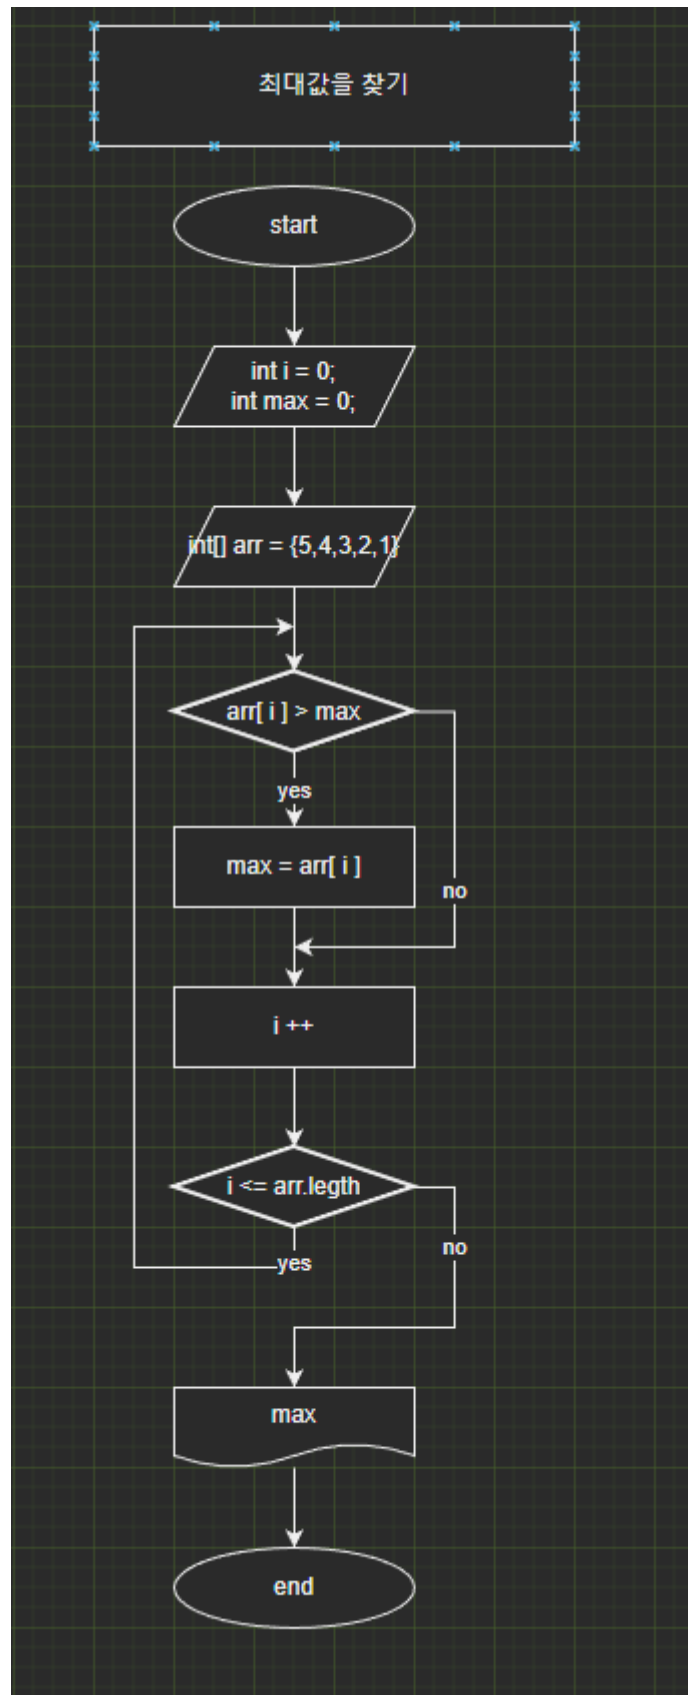 최대값을 찾기
start
int i = 0;
int max = 0;
int[] arr = {5,4,3,2,1}
arr[ i ] > max
yes
max = arr[ i ]
no
i ++
i <= arr.legth
no
yes
max
end